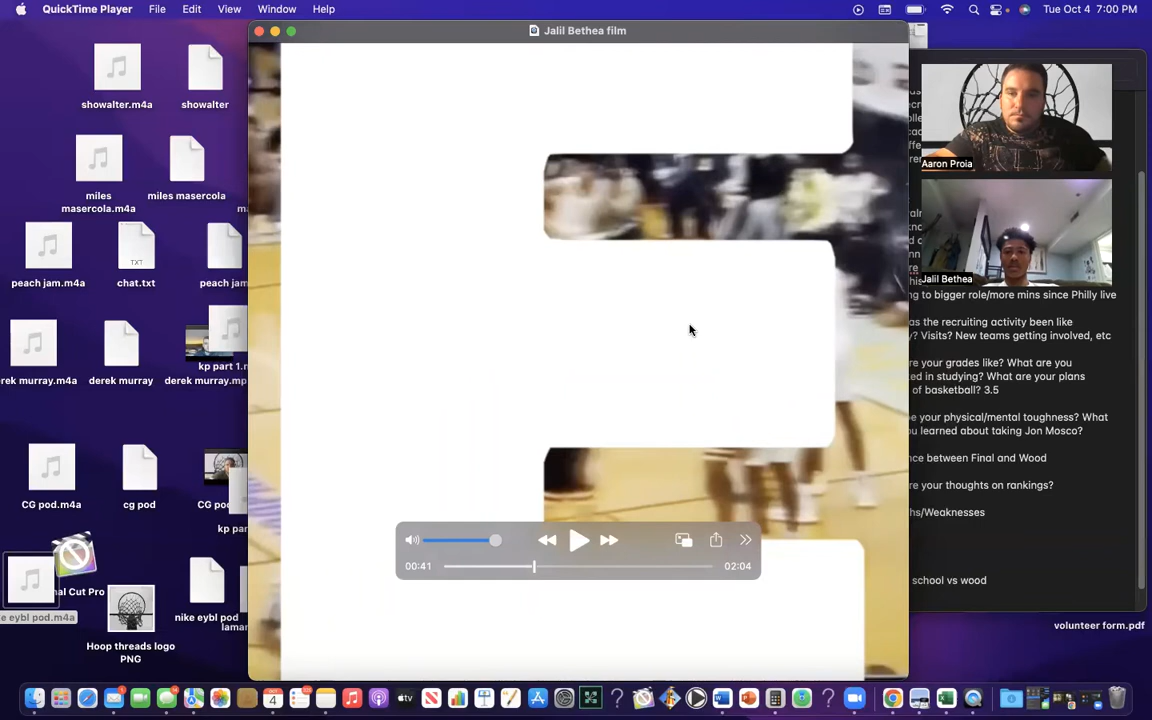 QuickTime Player File Edit View Window Help
Tue Oct 4 7:00 PM
Jalil Bethea film
showalter.m4a
showalter
miles
masercola.m4a
miles masercola
ma
peach jam.m4a
chat.txt
peach jam
kp part 1.
derek murray.mp
erek murray.m4a
derek murray
CG pod.m4a
cg pod
CG po
kp par
nal Cut Pro
e eybl pod.m4a
Hoop threads logo
PNG
nike eybl pod
lamar
00:41
02:04
Aaron Proia
Jalil Bethea
ng to bigger role/more mins since Philly live
as the recruiting activity been like
y? Visits? New teams getting involved, etc
re your grades like? What are you
ed in studying? What are your plans
of basketball? 3.5
e your physical/mental toughness? What
u learned about taking Jon Mosco?
nce between Final and Wood
re your thoughts on rankings?
hs/Weaknesses
school vs wood
volunteer form.pdf